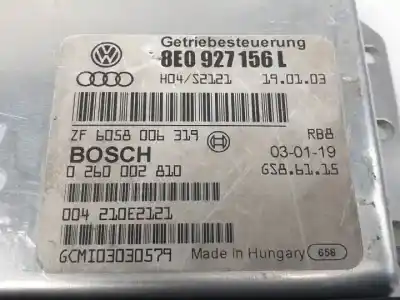 Getriebesteuerung
8E0 927 156 L
H04/S2121 19.01.03
ZF 6058 006 319 RB8
BOSCH 03-01-19
0 260 002 810 GS8.61.15
004 210E2121
GCMI03030579 Made in Hungary 656